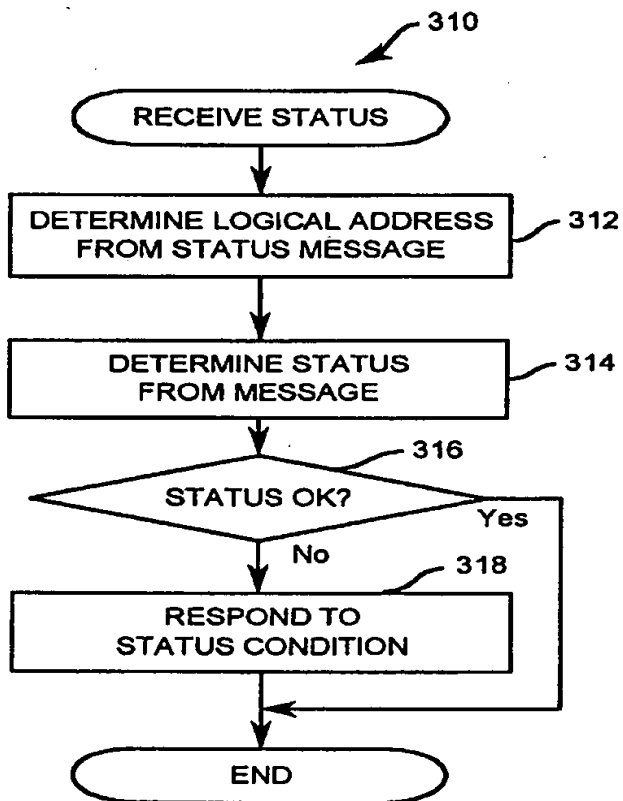 310
RECEIVE STATUS
DETERMINE LOGICAL ADDRESS
FROM STATUS MESSAGE
312
DETERMINE STATUS
FROM MESSAGE
314
316
STATUS OK?
Yes
No
318
RESPOND TO
STATUS CONDITION
END